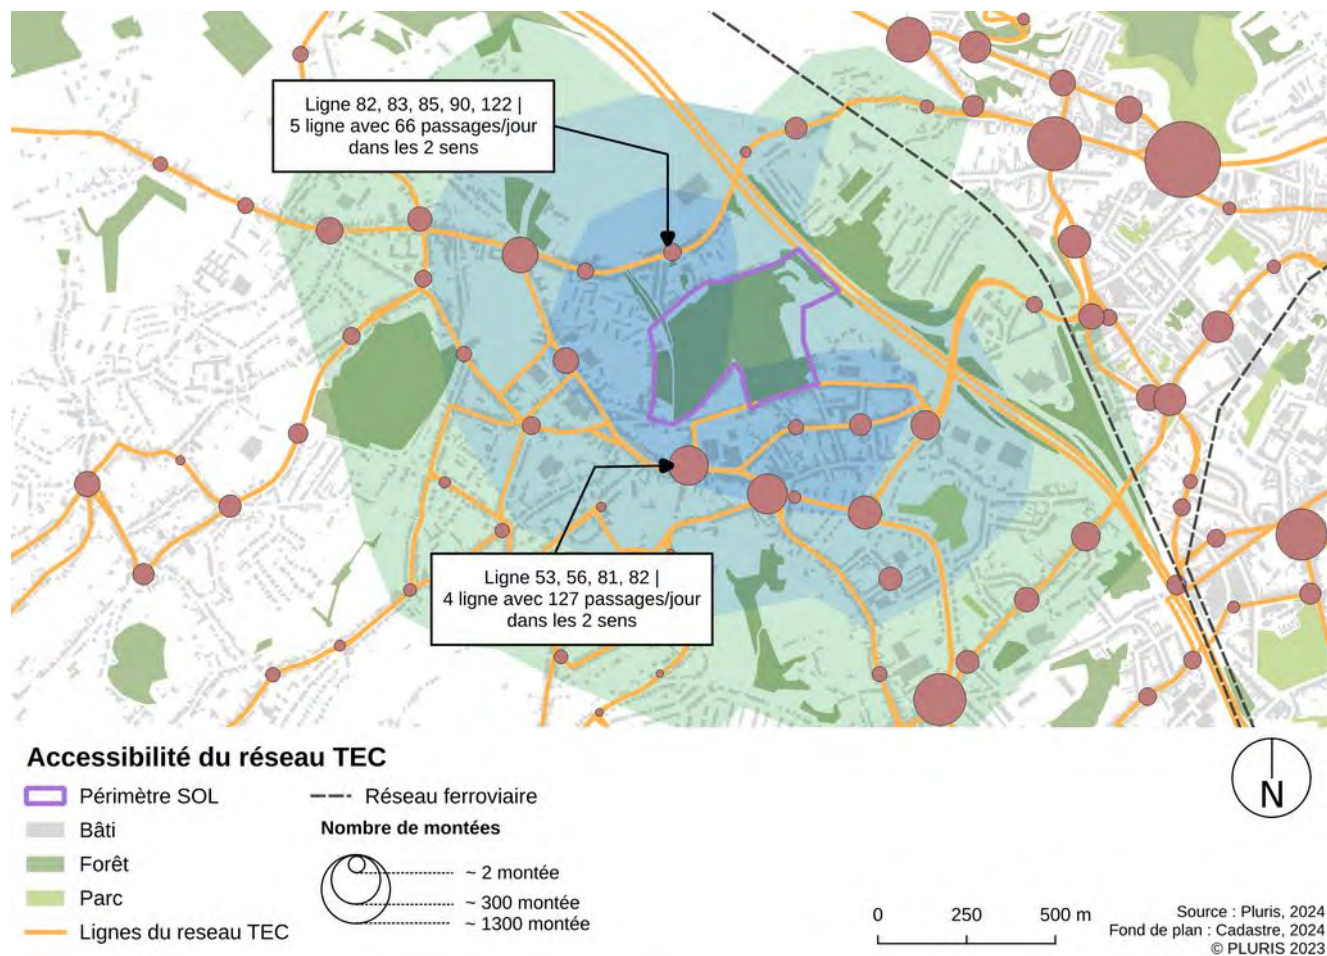 Ligne 82, 83, 85, 90, 122 |
5 ligne avec 66 passages/jour
dans les 2 sens
Ligne 53, 56, 81, 82 |
4 ligne avec 127 passages/jour
dans les 2 sens
Accessibilité du réseau TEC
Périmètre SOL
Bâti
Forêt
Parc
Lignes du reseau TEC
Réseau ferroviaire
Nombre de montées
~ 2 montée
~ 300 montée
~ 1300 montée
0 250 500 m
N
Source : Pluris, 2024
Fond de plan : Cadastre, 2024
© PLURIS 2023